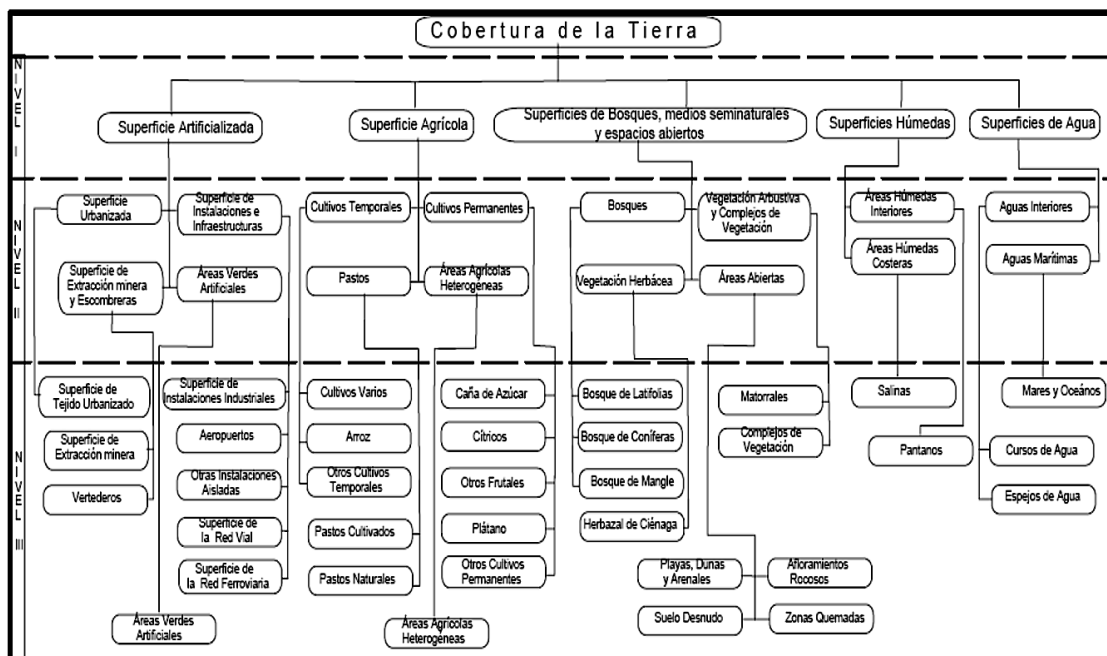 Cobertura de la Tierra
NIVEL I
Superficie Artificializada
Superficie Agrícola
Superficies de Bosques, medios seminaturales
y espacios abiertos
Superficies Húmedas
Superficies de Agua
NIVEL II
Superficie
Urbanizada
Superficie de
Instalaciones e
Infraestructuras
Cultivos Temporales
Cultivos Permanentes
Bosques
Vegetación Arbustiva
y Complejos de
Vegetación
Áreas Húmedas
Interiores
Aguas Interiores
Superficie de
Extracción minera
y Escombreras
Áreas Verdes
Artificiales
Pastos
Áreas Agrícolas
Heterogéneas
Vegetación Herbácea
Áreas Abiertas
Áreas Húmedas
Costeras
Aguas Marítimas
NIVEL III
Superficie de
Tejido Urbanizado
Superficie de
Instalaciones Industriales
Cultivos Varios
Caña de Azúcar
Bosque de Latifolias
Matorrales
Salinas
Mares y Oceános
Superficie de
Extracción minera
Aeropuertos
Arroz
Cítricos
Bosque de Coníferas
Complejos de
Vegetación
Pantanos
Cursos de Agua
Vertederos
Otras Instalaciones
Aisladas
Otros Cultivos
Temporales
Otros Frutales
Bosque de Mangle
Espejos de Agua
Superficie de
la Red Vial
Pastos Cultivados
Plátano
Herbazal de Ciénaga
Superficie de
la Red Ferroviaria
Pastos Naturales
Otros Cultivos
Permanentes
Playas, Dunas
y Arenales
Afloramientos
Rocosos
Áreas Verdes
Artificiales
Áreas Agrícolas
Heterogéneas
Suelo Desnudo
Zonas Quemadas